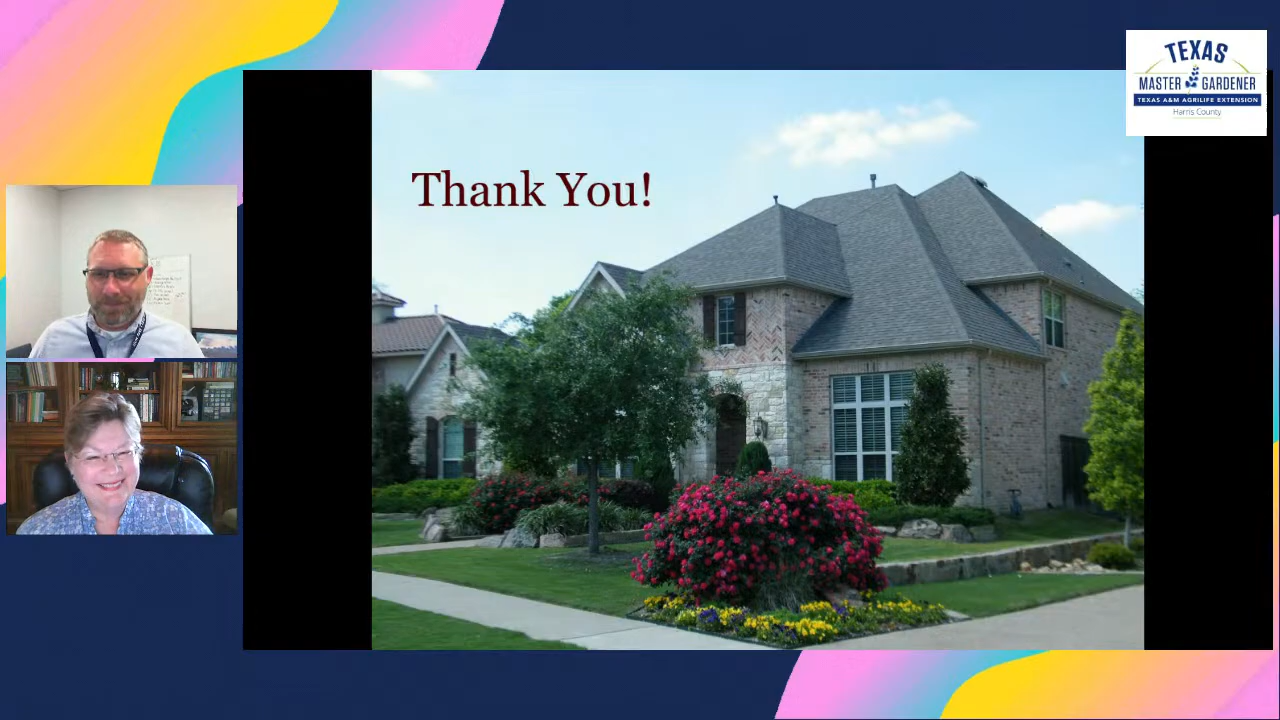 TEXAS
MASTER GARDENER
TEXAS A&M AGRILIFE EXTENSION
Harris County
Thank You!